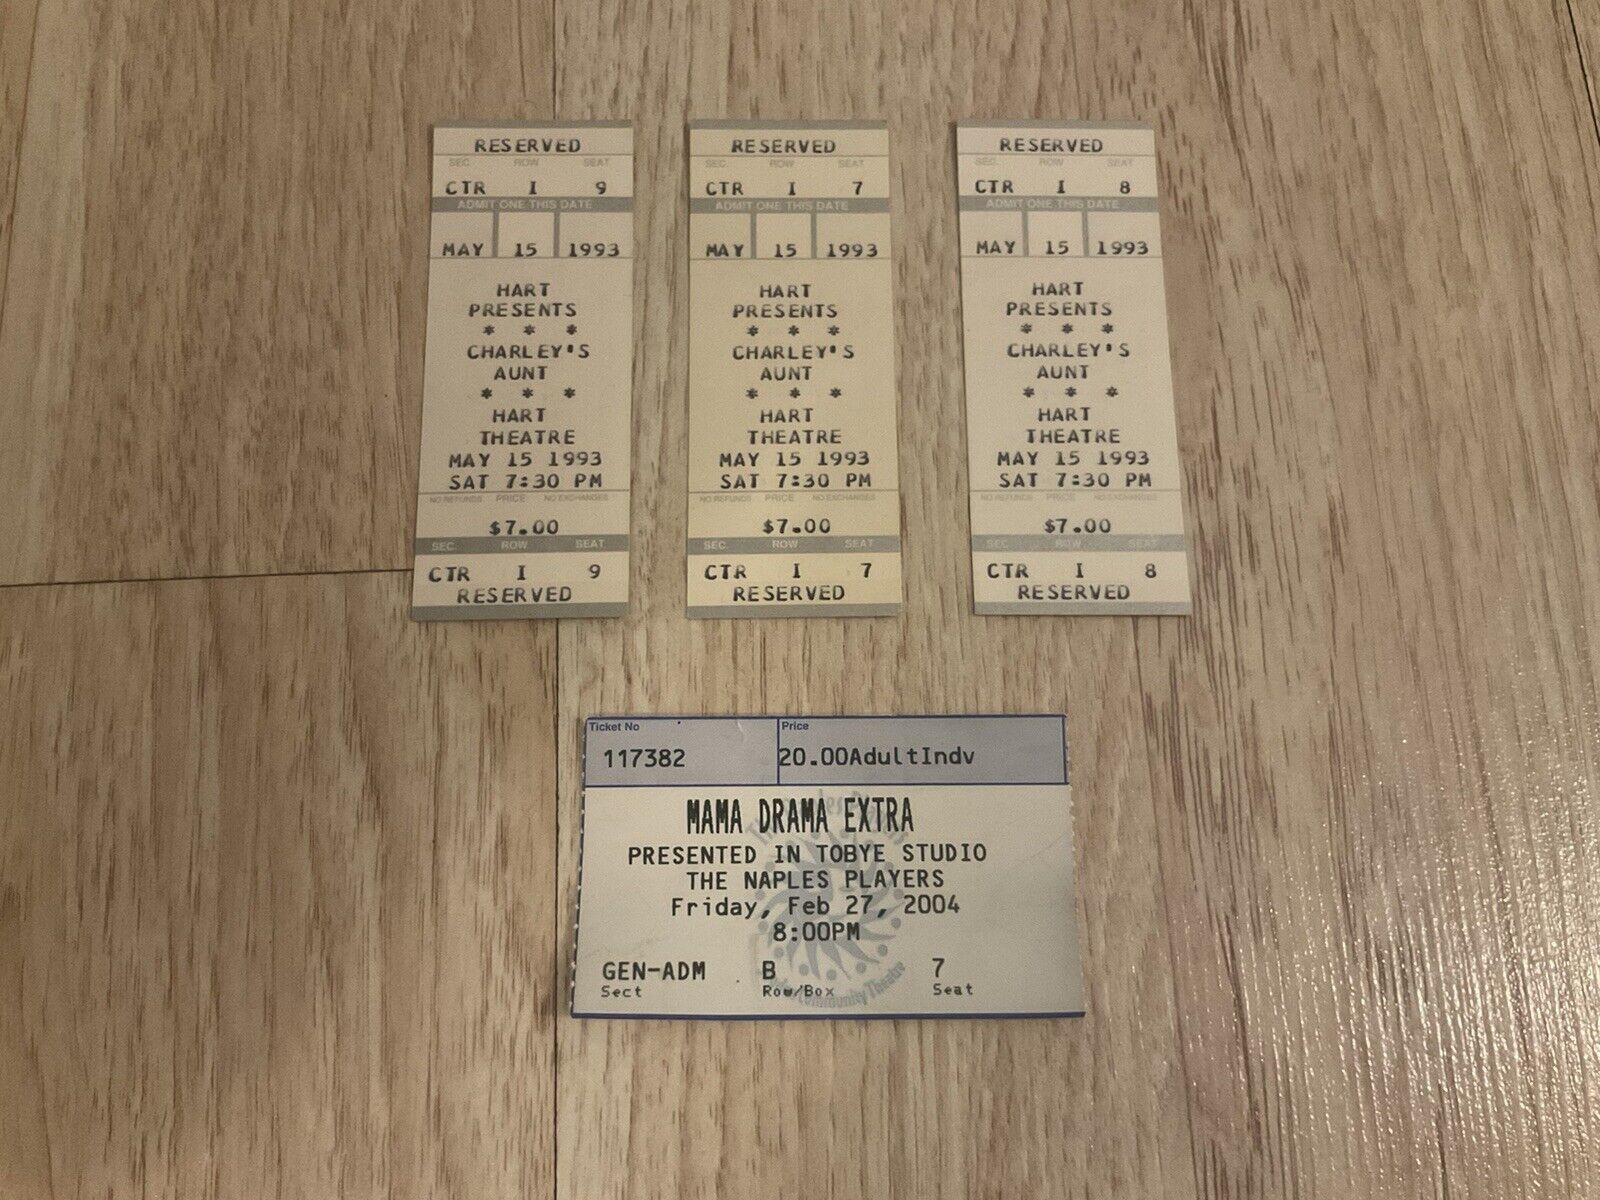 RESERVED
SEC. ROW SEAT
CTR I 9
ADMIT ONE THIS DATE
MAY 15 1993
HART
PRESENTS
* * *
CHARLEY'S
AUNT
* * *
HART
THEATRE
MAY 15 1993
SAT 7:30 PM
NO REFUNDS PRICE NO EXCHANGES
$7.00
SEC. ROW SEAT
CTR I 9
RESERVED
RESERVED
SEC. ROW SEAT
CTR I 7
ADMIT ONE THIS DATE
MAY 15 1993
HART
PRESENTS
* * *
CHARLEY'S
AUNT
* * *
HART
THEATRE
MAY 15 1993
SAT 7:30 PM
NO REFUNDS PRICE NO EXCHANGES
$7.00
SEC. ROW SEAT
CTR I 7
RESERVED
RESERVED
SEC. ROW SEAT
CTR I 8
ADMIT ONE THIS DATE
MAY 15 1993
HART
PRESENTS
* * *
CHARLEY'S
AUNT
* * *
HART
THEATRE
MAY 15 1993
SAT 7:30 PM
NO REFUNDS PRICE NO EXCHANGES
$7.00
SEC. ROW SEAT
CTR I 8
RESERVED
Ticket No Price
117382 20.00AdultIndv
MAMA DRAMA EXTRA
PRESENTED IN TOBYE STUDIO
THE NAPLES PLAYERS
Friday, Feb 27, 2004
8:00PM
GEN-ADM B 7
Sect Row/Box Seat
Community Theatre